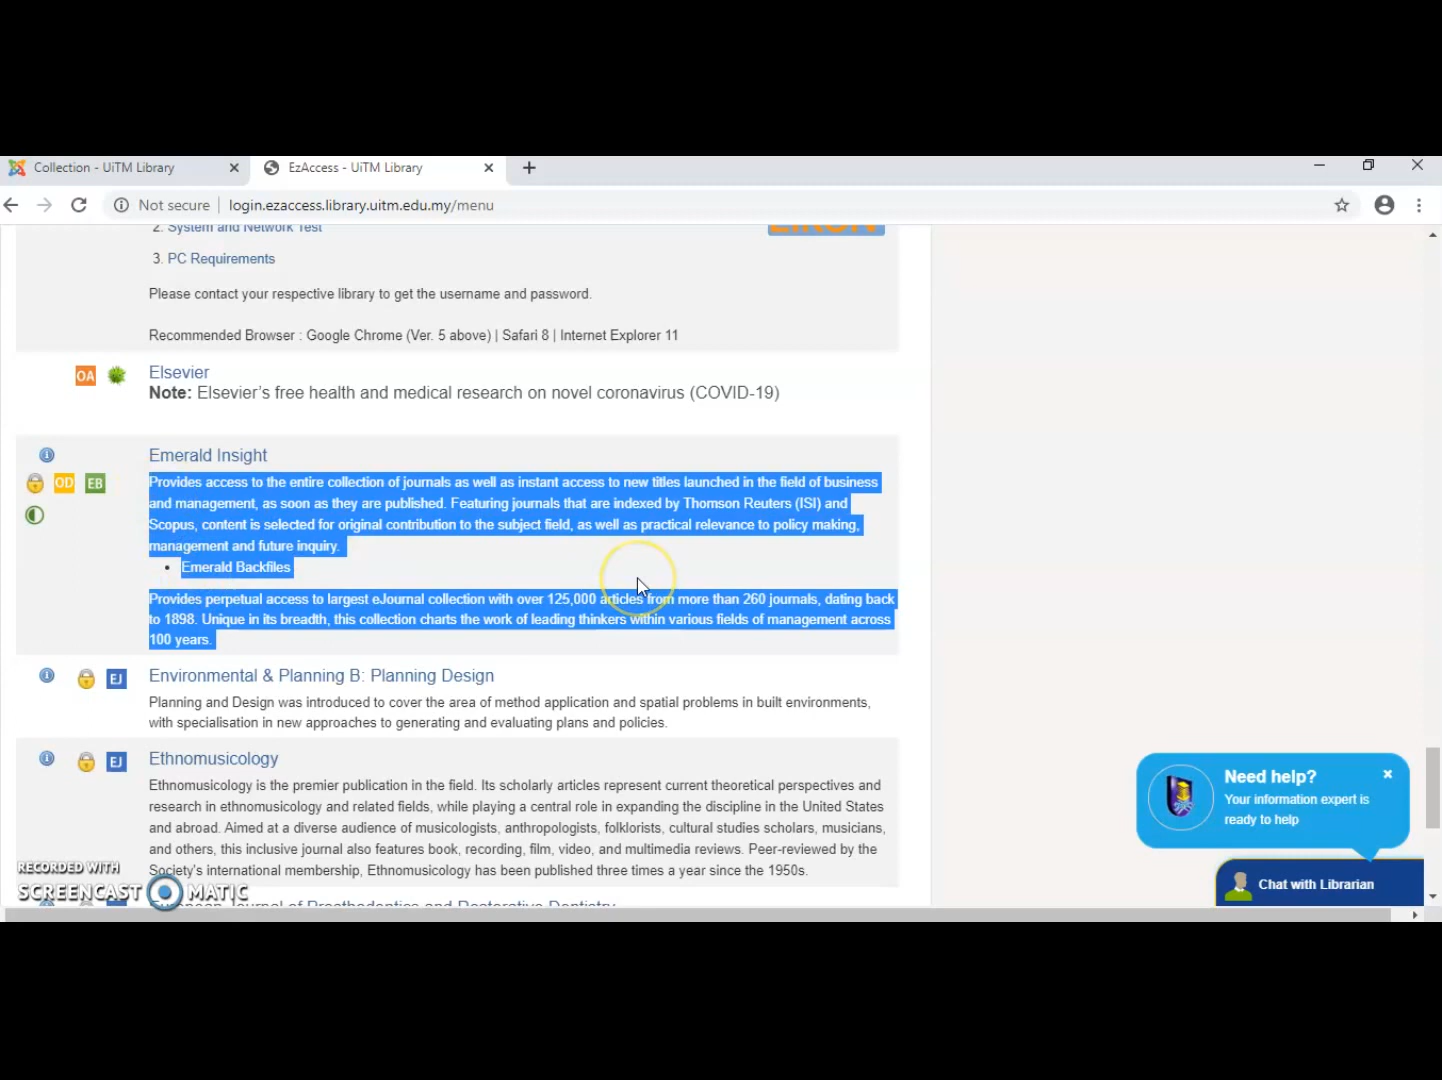 Collection - UiTM Library
EzAccess - UiTM Library
Not secure
login.ezaccess.library.uitm.edu.my/menu
2. System and Network Test
3. PC Requirements
Please contact your respective library to get the username and password.
Recommended Browser : Google Chrome (Ver. 5 above) | Safari 8 | Internet Explorer 11
OA
Elsevier
Note: Elsevier's free health and medical research on novel coronavirus (COVID-19)
Emerald Insight
OD EB
Provides access to the entire collection of journals as well as instant access to new titles launched in the field of business
and management, as soon as they are published. Featuring journals that are indexed by Thomson Reuters (ISI) and
Scopus, content is selected for original contribution to the subject field, as well as practical relevance to policy making,
management and future inquiry.
• Emerald Backfiles
Provides perpetual access to largest eJournal collection with over 125,000 articles from more than 260 journals, dating back
to 1898. Unique in its breadth, this collection charts the work of leading thinkers within various fields of management across
100 years.
EJ
Environmental & Planning B: Planning Design
Planning and Design was introduced to cover the area of method application and spatial problems in built environments,
with specialisation in new approaches to generating and evaluating plans and policies.
EJ
Ethnomusicology
Ethnomusicology is the premier publication in the field. Its scholarly articles represent current theoretical perspectives and
research in ethnomusicology and related fields, while playing a central role in expanding the discipline in the United States
and abroad. Aimed at a diverse audience of musicologists, anthropologists, folklorists, cultural studies scholars, musicians,
and others, this inclusive journal also features book, recording, film, video, and multimedia reviews. Peer-reviewed by the
Society's international membership, Ethnomusicology has been published three times a year since the 1950s.
European Journal of Prosthodontics and Restorative Dentistry
Need help?
Your information expert is
ready to help
Chat with Librarian
RECORDED WITH
SCREENCAST MATIC